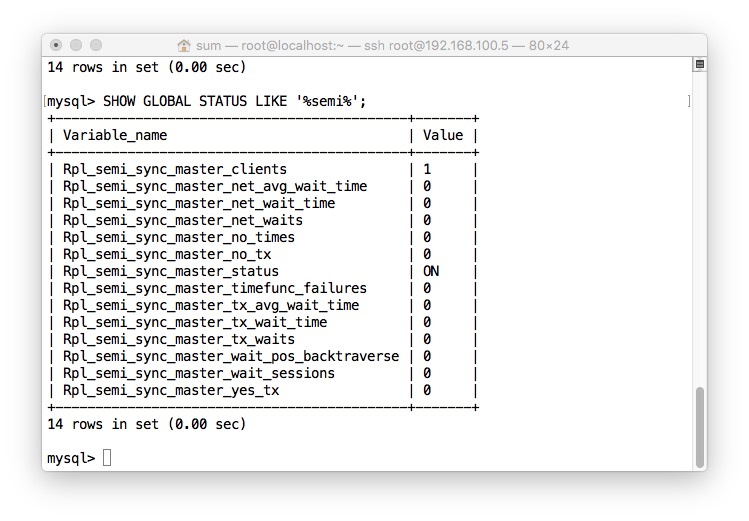 sum — root@localhost:~ — ssh root@192.168.100.5 — 80×24
14 rows in set (0.00 sec)
[mysql> SHOW GLOBAL STATUS LIKE '%semi%'; ]
+-------------------------------------------+-------+
| Variable_name | Value |
+-------------------------------------------+-------+
| Rpl_semi_sync_master_clients | 1 |
| Rpl_semi_sync_master_net_avg_wait_time | 0 |
| Rpl_semi_sync_master_net_wait_time | 0 |
| Rpl_semi_sync_master_net_waits | 0 |
| Rpl_semi_sync_master_no_times | 0 |
| Rpl_semi_sync_master_no_tx | 0 |
| Rpl_semi_sync_master_status | ON |
| Rpl_semi_sync_master_timefunc_failures | 0 |
| Rpl_semi_sync_master_tx_avg_wait_time | 0 |
| Rpl_semi_sync_master_tx_wait_time | 0 |
| Rpl_semi_sync_master_tx_waits | 0 |
| Rpl_semi_sync_master_wait_pos_backtraverse | 0 |
| Rpl_semi_sync_master_wait_sessions | 0 |
| Rpl_semi_sync_master_yes_tx | 0 |
+-------------------------------------------+-------+
14 rows in set (0.00 sec)
mysql>